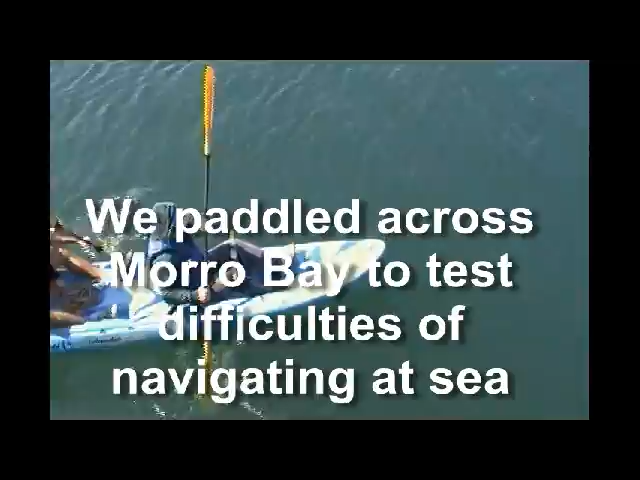 We paddled across
Morro Bay to test
difficulties of
navigating at sea